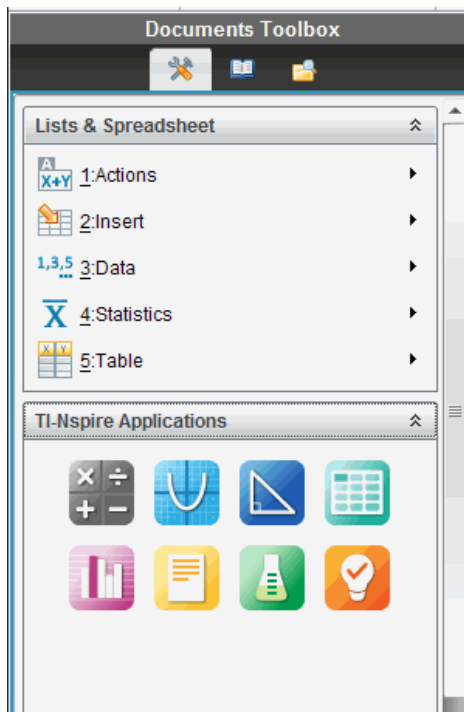 Documents Toolbox
Lists & Spreadsheet
A
X+Y 1:Actions
2:Insert
1,3,5 3:Data
X̅ 4:Statistics
X Y 5:Table
TI-Nspire Applications